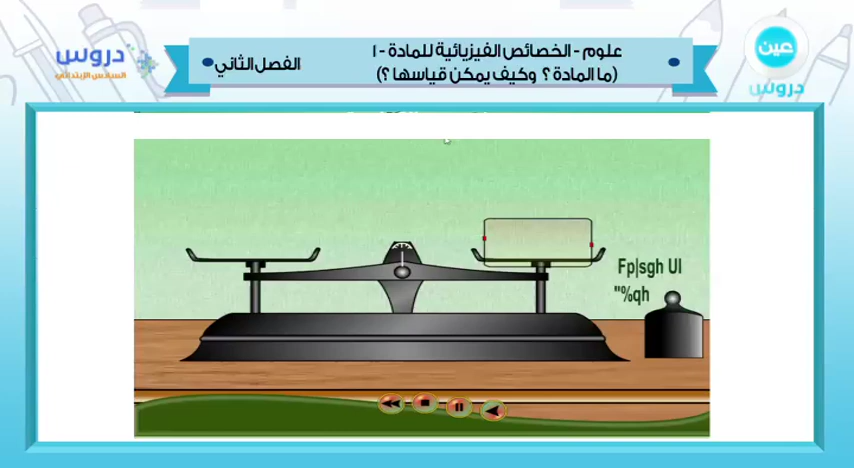 علوم - الخصائص الفيزيائية للمادة - ١
(ما المادة ؟ وكيف يمكن قياسها ؟)
الفصل الثاني
عين
دروس
دروس
السادس الإبتدائي
Fp|sgh Ul
"%qh